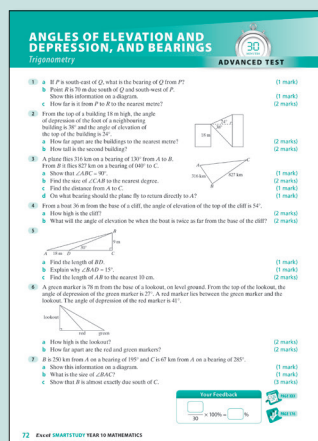 ANGLES OF ELEVATION AND
DEPRESSION, AND BEARINGS
Trigonometry
30
ADVANCED TEST
1 a If P is south-east of Q, what is the bearing of Q from P? (1 mark)
b Point R is 70 m due south of Q and south-west of P.
Show this information on a diagram. (1 mark)
c How far is it from P to R to the nearest metre? (2 marks)
2 From the top of a building 18 m high, the angle
of depression of the foot of a neighbouring
building is 38° and the angle of elevation of
the top of the building is 24°.
18 m
a How far apart are the buildings to the nearest metre? (2 marks)
b How tall is the second building? (2 marks)
3 A plane flies 316 km on a bearing of 130° from A to B.
From B it flies 827 km on a bearing of 040° to C.
A
C
316 km
827 km
B
a Show that ∠ABC = 90°. (1 mark)
b Find the size of ∠CAB to the nearest degree. (2 marks)
c Find the distance from A to C. (1 mark)
d On what bearing should the plane fly to return directly to A? (1 mark)
4 From a boat 36 m from the base of a cliff, the angle of elevation of the top of the cliff is 54°.
a How high is the cliff? (2 marks)
b What will the angle of elevation be when the boat is twice as far from the base of the cliff? (2 marks)
5
B
9 m
30°
A 18 m D C
a Find the length of BD. (1 mark)
b Explain why ∠BAD = 15°. (1 mark)
c Find the length of AB to the nearest 10 cm. (2 marks)
6 A green marker is 78 m from the base of a lookout, on level ground. From the top of the lookout, the
angle of depression of the green marker is 27°. A red marker lies between the green marker and the
lookout. The angle of depression of the red marker is 41°.
lookout
red green
a How high is the lookout? (2 marks)
b How far apart are the red and green markers? (2 marks)
7 B is 250 km from A on a bearing of 195° and C is 67 km from A on a bearing of 285°.
a Show this information on a diagram. (1 mark)
b What is the size of ∠BAC? (1 mark)
c Show that B is almost exactly due south of C. (3 marks)
Your Feedback
30 × 100% = %
72 Excel SMARTSTUDY YEAR 10 MATHEMATICS